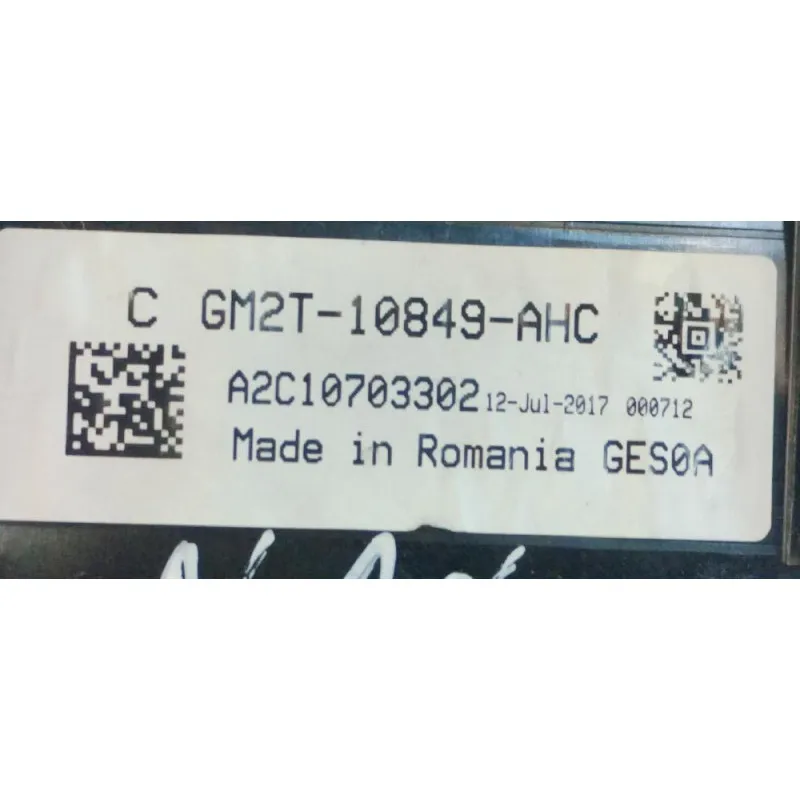 C GM2T-10849-AHC
A2C10703302 12-Jul-2017 000712
Made in Romania GES0A